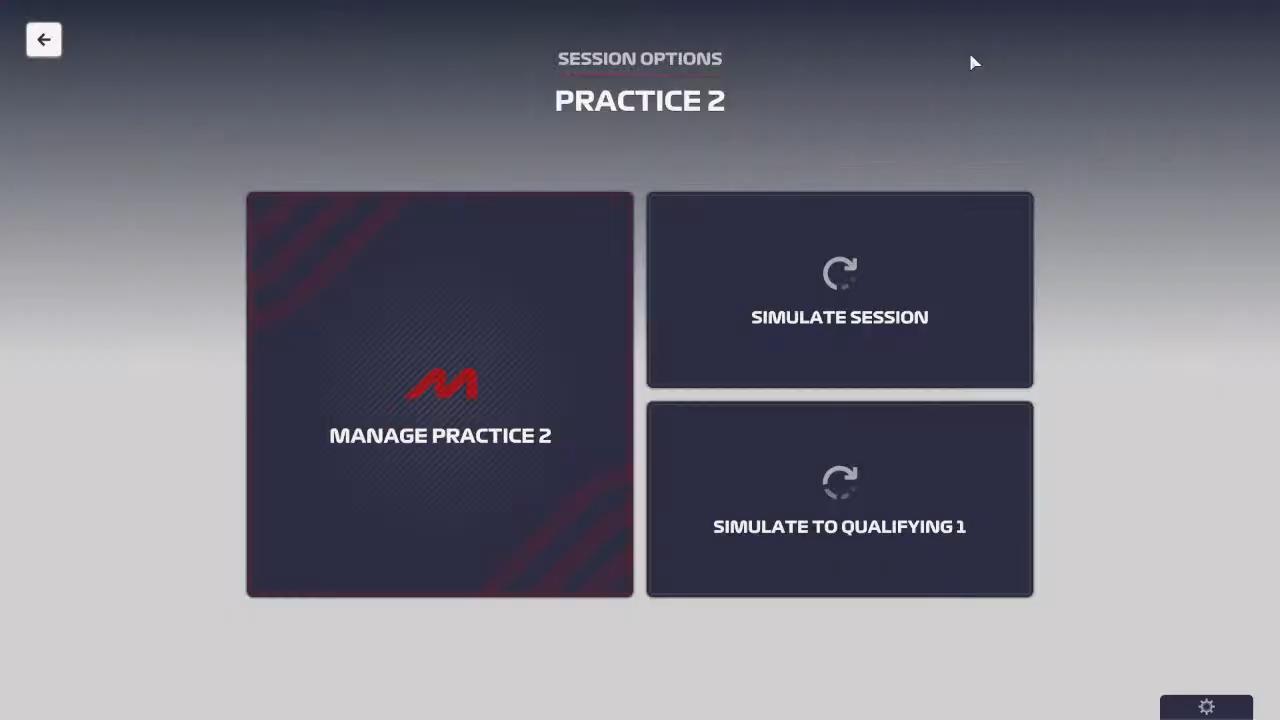 SESSION OPTIONS
PRACTICE 2
MANAGE PRACTICE 2
SIMULATE SESSION
SIMULATE TO QUALIFYING 1